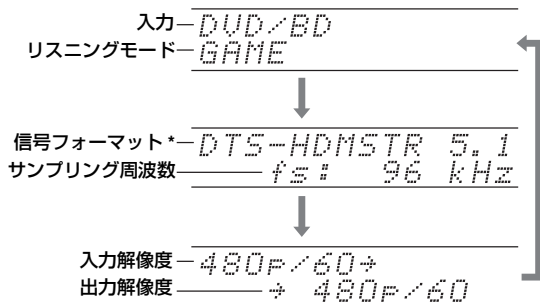 入力 DVD/BD
リスニングモード GAME
信号フォーマット * DTS-HDMSTR 5.1
サンプリング周波数 fs: 96 kHz
入力解像度 480p/60→
出力解像度 → 480p/60